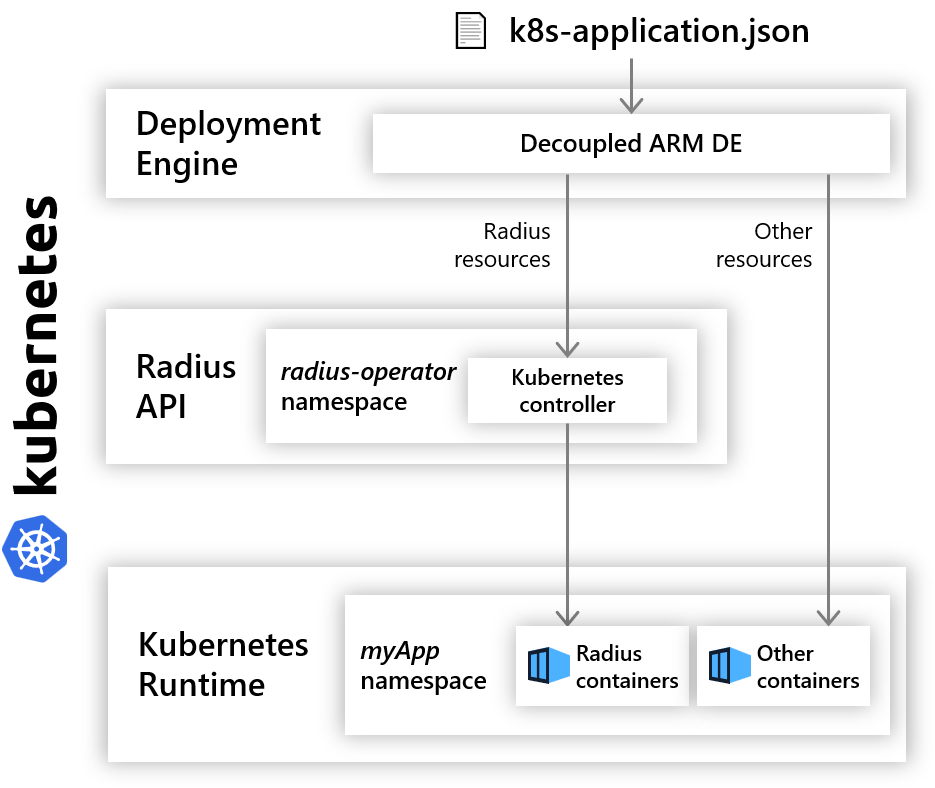 k8s-application.json
Deployment
Engine
Decoupled ARM DE
Radius
resources
Other
resources
kubernetes
Radius
API
radius-operator
namespace
Kubernetes
controller
Kubernetes
Runtime
myApp
namespace
Radius
containers
Other
containers